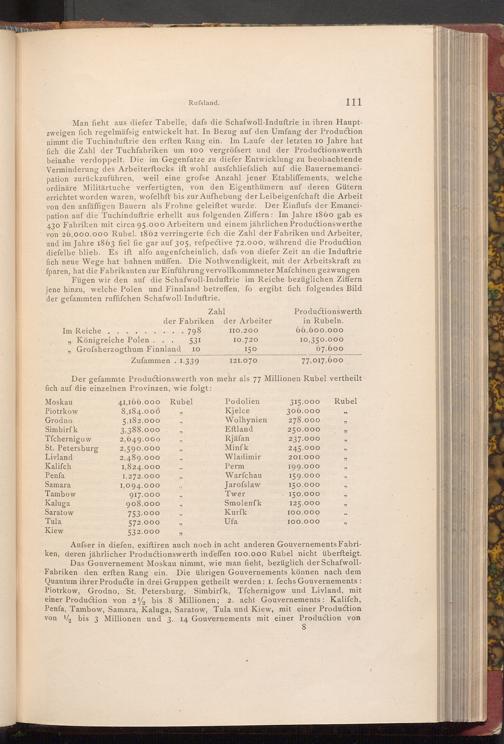 Rufsland. 111
Man fieht aus diefer Tabelle, dafs die Schafwoll-Induftrie in ihren Haupt-
zweigen fich regelmäfsig entwickelt hat. In Bezug auf den Umfang der Production
nimmt die Tuchinduftrie den erften Rang ein. Im Laufe der letzten 10 Jahre hat
fich die Zahl der Tuchfabriken um 100 vergröfsert und der Productionswerth
beinahe verdoppelt. Die im Gegenfatze zu diefer Entwicklung zu beobachtende
Verminderung des Arbeiterftockes ift wohl ausfchliefslich auf die Bauernemanci-
pation zurückzuführen, weil eine grofse Anzahl jener Etabliffements, welche
ordinäre Militärtuche verfertigten, von den Eigenthümern auf deren Gütern
errichtet worden waren, wofelbft bis zur Aufhebung der Leibeigenfchaft die Arbeit
von den anfäffigen Bauern als Frohne geleiftet wurde. Der Einflufs der Emanci-
pation auf die Tuchinduftrie erhellt aus folgenden Ziffern: Im Jahre 1860 gab es
430 Fabriken mit circa 95.000 Arbeitern und einem jährlichen Productionswerthe
von 26,000.000 Rubel. 1862 verringerte fich die Zahl der Fabriken und Arbeiter,
und im Jahre 1863 fiel fie gar auf 305, refpective 72.000, während die Production
diefelbe blieb. Es ift alfo augenfcheinlich, dafs von diefer Zeit an die Induftrie
fich neue Wege hat bahnen müffen. Die Nothwendigkeit, mit der Arbeitskraft zu
fparen, hat die Fabrikanten zur Einführung vervollkommneter Mafchinen gezwungen
Fügen wir den auf die Schafwoll-Induftrie im Reiche bezüglichen Ziffern
jene hinzu, welche Polen und Finnland betreffen, fo ergibt fich folgendes Bild
der gefammten ruffifchen Schafwoll Induftrie.
Zahl Productionswerth
der Fabriken der Arbeiter in Rubeln.
Im Reiche . . . . . . . . . 798 110.200 66,600.000
„ Königreiche Polen . . . 531 10.720 10,350.000
„ Grofsherzogthum Finnland 10 150 67.600
Zufammen . 1.339 121.070 77,017.600
Der gefammte Productionswerth von mehr als 77 Millionen Rubel vertheilt
fich auf die einzelnen Provinzen, wie folgt:
Moskau 41,166.000 Rubel Podolien 315.000 Rubel
Piotrkow 8,184.000 „ Kjelce 306.000 „
Grodno 5,182.000 „ Wolhynien 278.000 „
Simbirfk 3,388.000 „ Eftland 250.000 „
Tfchernigow 2,649.000 „ Rjäfan 237.000 „
St. Petersburg 2,590.000 „ Minfk 245.000 „
Livland 2,489.000 „ Wladimir 201.000 „
Kalifch 1,824.000 „ Perm 199.000 „
Penfa 1,272.000 „ Warfchau 159.000 „
Samara 1,094.000 „ Jaroflaw 150.000 „
Tambow 917.000 „ Twer 150.000 „
Kaluga 908.000 „ Smolenfk 125.000 „
Saratow 753.000 „ Kurfk 100.000 „
Tula 572.000 „ Ufa 100.000 „
Kiew 532.000 „
Aufser in diefen, exiftiren auch noch in acht anderen Gouvernements Fabri-
ken, deren jährlicher Productionswerth indeffen 100.000 Rubel nicht überfteigt.
Das Gouvernement Moskau nimmt, wie man fieht, bezüglich der Schafwoll-
Fabriken den erften Rang ein. Die übrigen Gouvernements können nach dem
Quantum ihrer Producte in drei Gruppen getheilt werden: 1. fechs Gouvernements:
Piotrkow, Grodno, St. Petersburg, Simbirfk, Tfchernigow und Livland, mit
einer Production von 2½ bis 8 Millionen; 2. acht Gouvernements: Kalifch,
Penfa, Tambow, Samara, Kaluga, Saratow, Tula und Kiew, mit einer Production
von ½ bis 3 Millionen und 3. 14 Gouvernements mit einer Production von
8